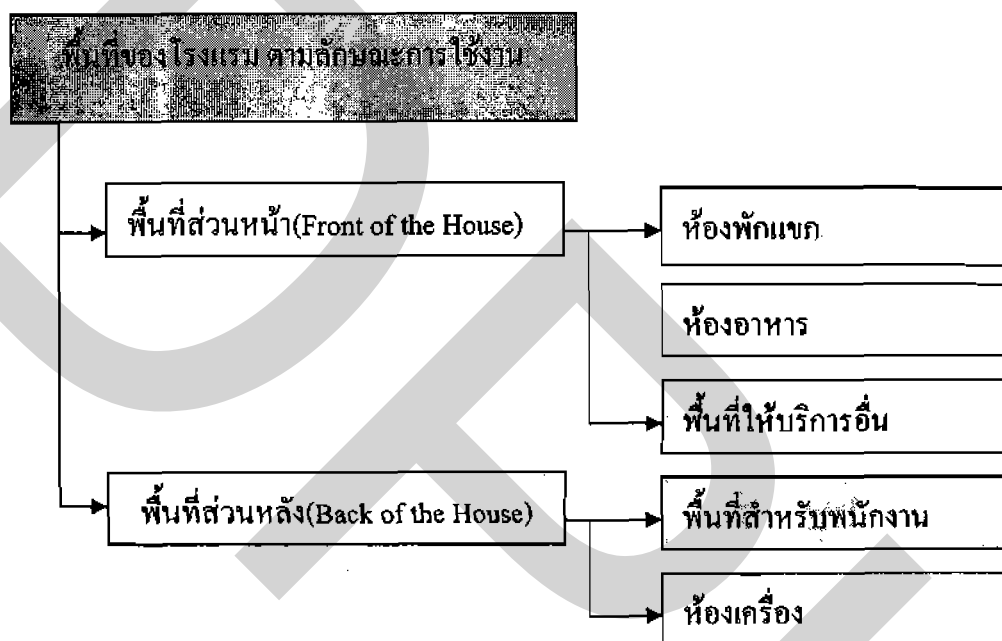 พื้นที่ของโรงแรม ตามลักษณะการใช้งาน
พื้นที่ส่วนหน้า(Front of the House)
ห้องพักแขก
ห้องอาหาร
พื้นที่ให้บริการอื่น
พื้นที่ส่วนหลัง(Back of the House)
พื้นที่สำหรับพนักงาน
ห้องเครื่อง